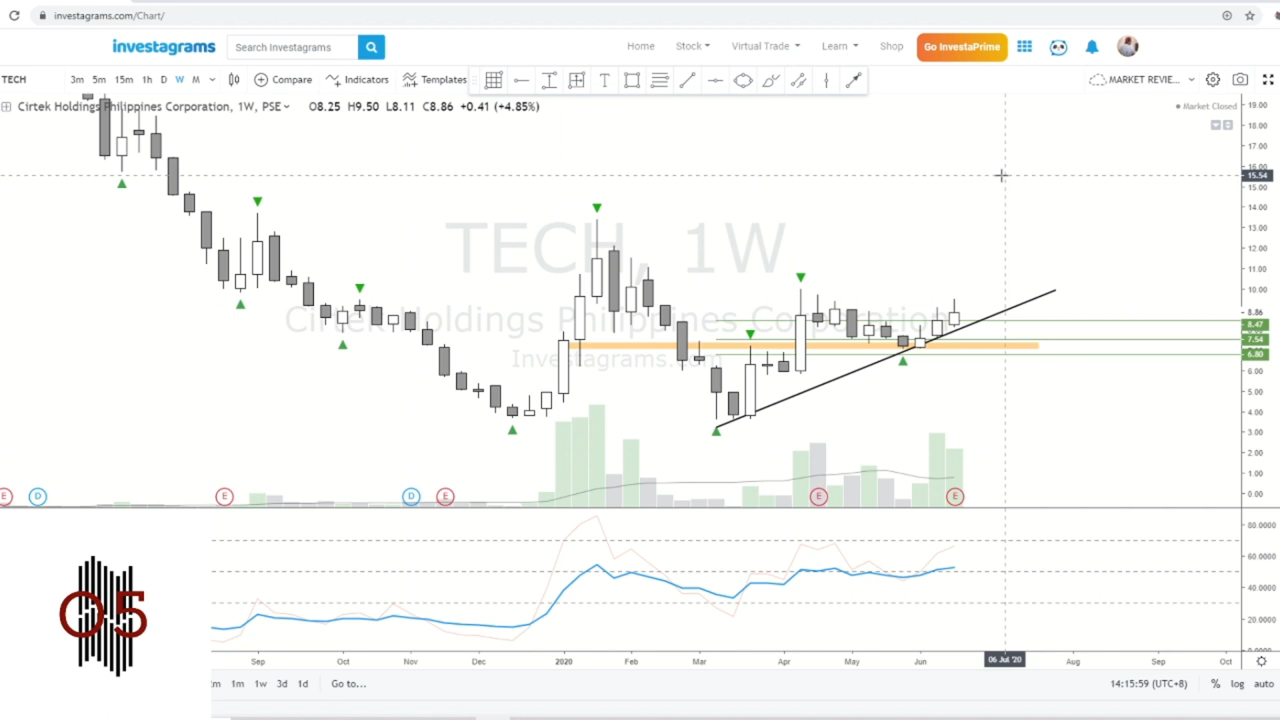 investagrams.com/Chart/
investagrams Search Investagrams Home Stock Virtual Trade Learn Shop Go InvestaPrime
TECH 3m 5m 15m 1h D W M Compare Indicators Templates T MARKET REVIE...
Cirtek Holdings Philippines Corporation, 1W, PSE O8.25 H9.50 L8.11 C8.86 +0.41 (+4.85%)
Market Closed
19.00
18.00
17.00
16.00
15.54
15.00
14.00
13.00
12.00
11.00
10.00
8.86
8.47
7.54
6.80
6.00
5.00
4.00
3.00
2.00
1.00
0.00
TECH, 1W
Cirtek Holdings Philippines Corporation
Investagrams.com
E D E D E E E
80.0000
60.0000
40.0000
20.0000
05
Sep Oct Nov Dec 2020 Feb Mar Apr May Jun 06 Jul '20 Aug Sep Oct
1m 1w 3d 1d Go to... 14:15:59 (UTC+8) % log auto